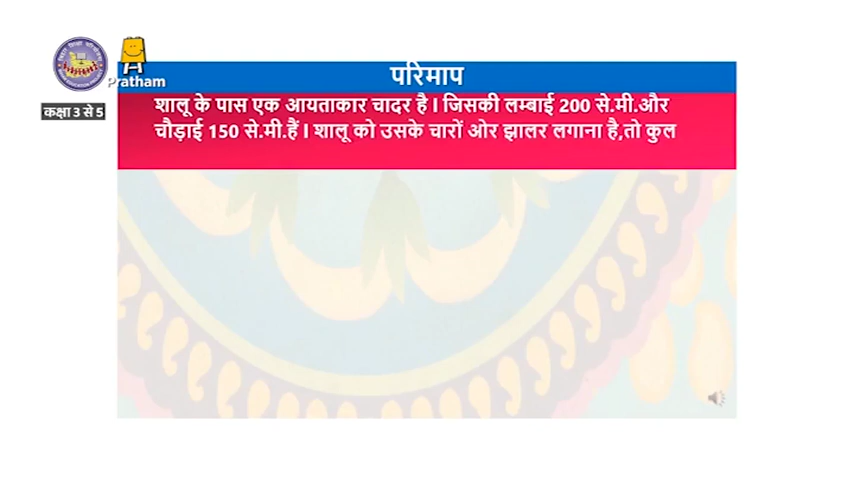 Pratham
कक्षा 3 से 5
परिमाप
शालू के पास एक आयताकार चादर है। जिसकी लम्बाई 200 से.मी.और
चौड़ाई 150 से.मी.हैं। शालू को उसके चारों ओर झालर लगाना है,तो कुल